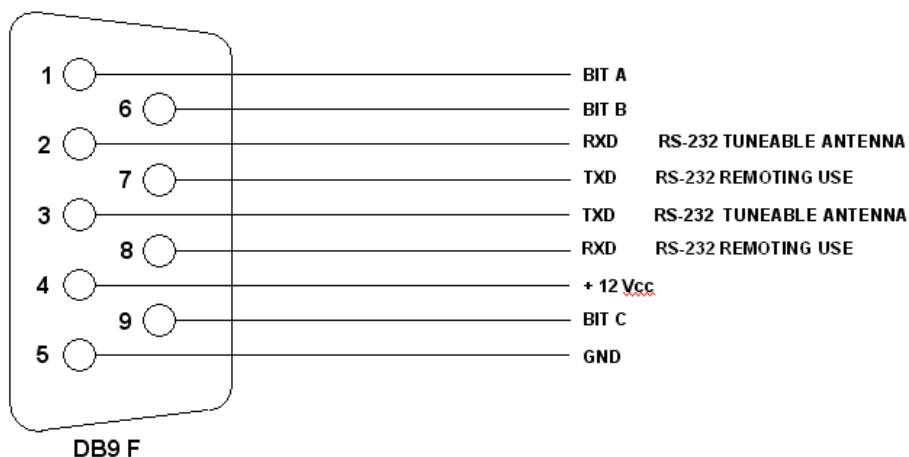 1 BIT A
6 BIT B
2 RXD RS-232 TUNEABLE ANTENNA
7 TXD RS-232 REMOTING USE
3 TXD RS-232 TUNEABLE ANTENNA
8 RXD RS-232 REMOTING USE
4 + 12 Vcc
9 BIT C
5 GND
DB9 F